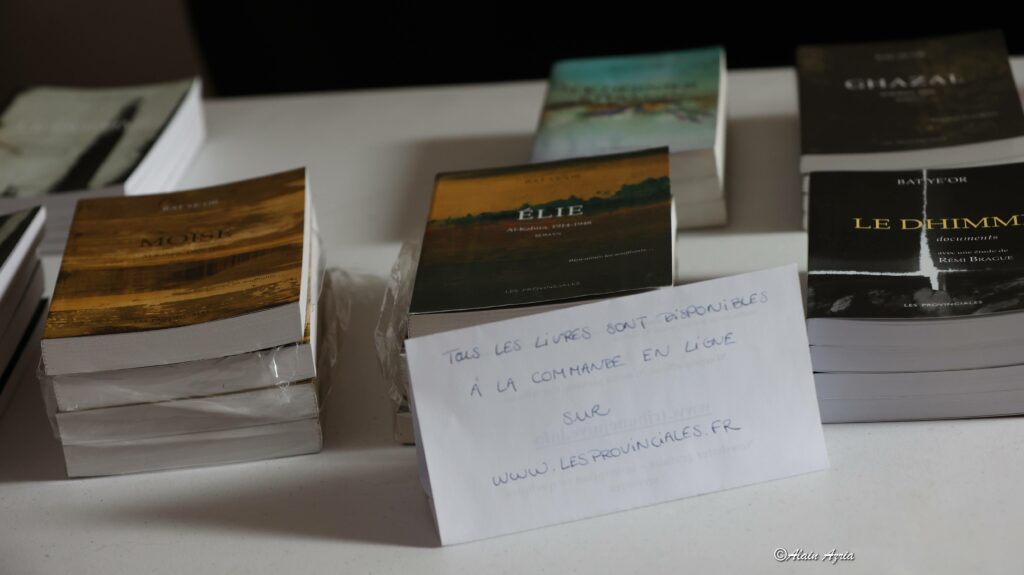 GHAZAL
BAT YE'OR
MOÏSE
BAT YE'OR
ÉLIE
Al-Kahira, 1914-1948
ROMAN
LES PROVINCIALES
BAT YE'OR
LE DHIMMI
documents
avec une étude de
RÉMI BRAGUE
LES PROVINCIALES
TOUS LES LIVRES SONT DISPONIBLES
À LA COMMANDE EN LIGNE
SUR
WWW.LESPROVINCIALES.FR
©Alain Azria